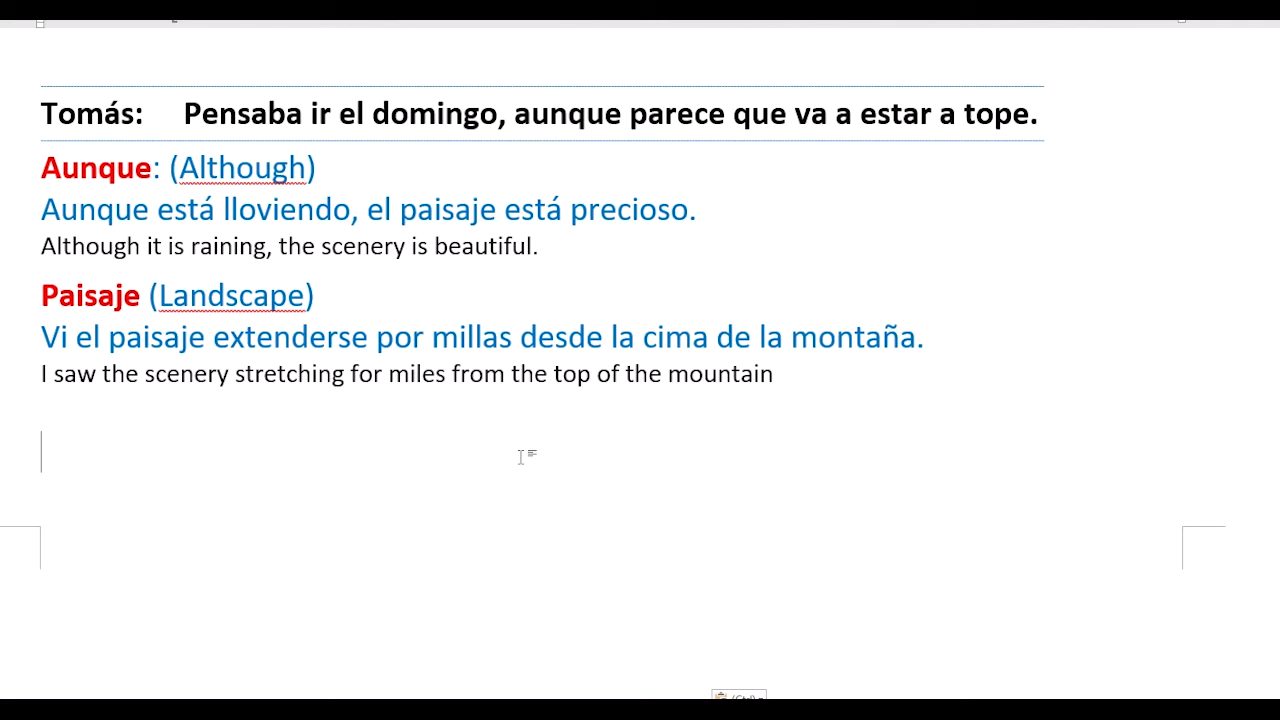 Tomás: Pensaba ir el domingo, aunque parece que va a estar a tope.
Aunque: (Although)
Aunque está lloviendo, el paisaje está precioso.
Although it is raining, the scenery is beautiful.
Paisaje (Landscape)
Vi el paisaje extenderse por millas desde la cima de la montaña.
I saw the scenery stretching for miles from the top of the mountain